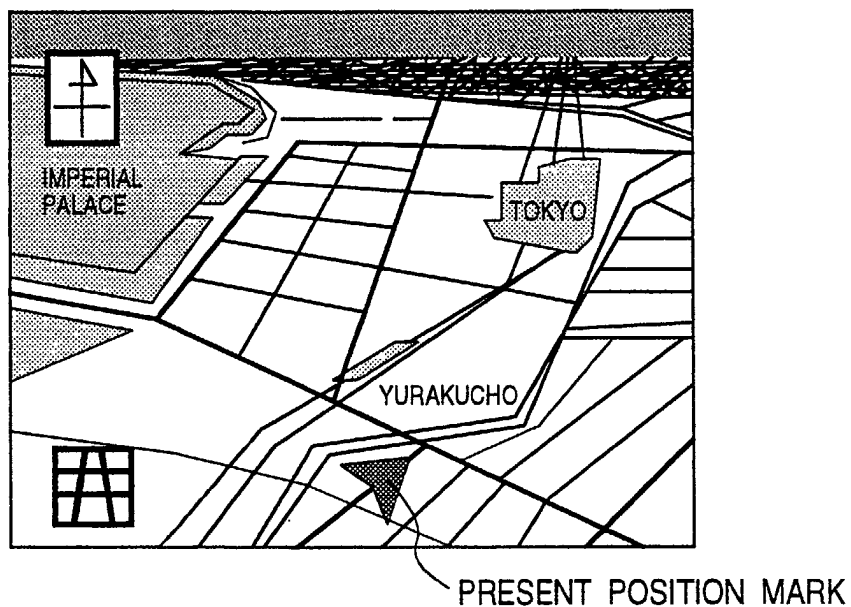 IMPERIAL
PALACE
TOKYO
YURAKUCHO
PRESENT POSITION MARK